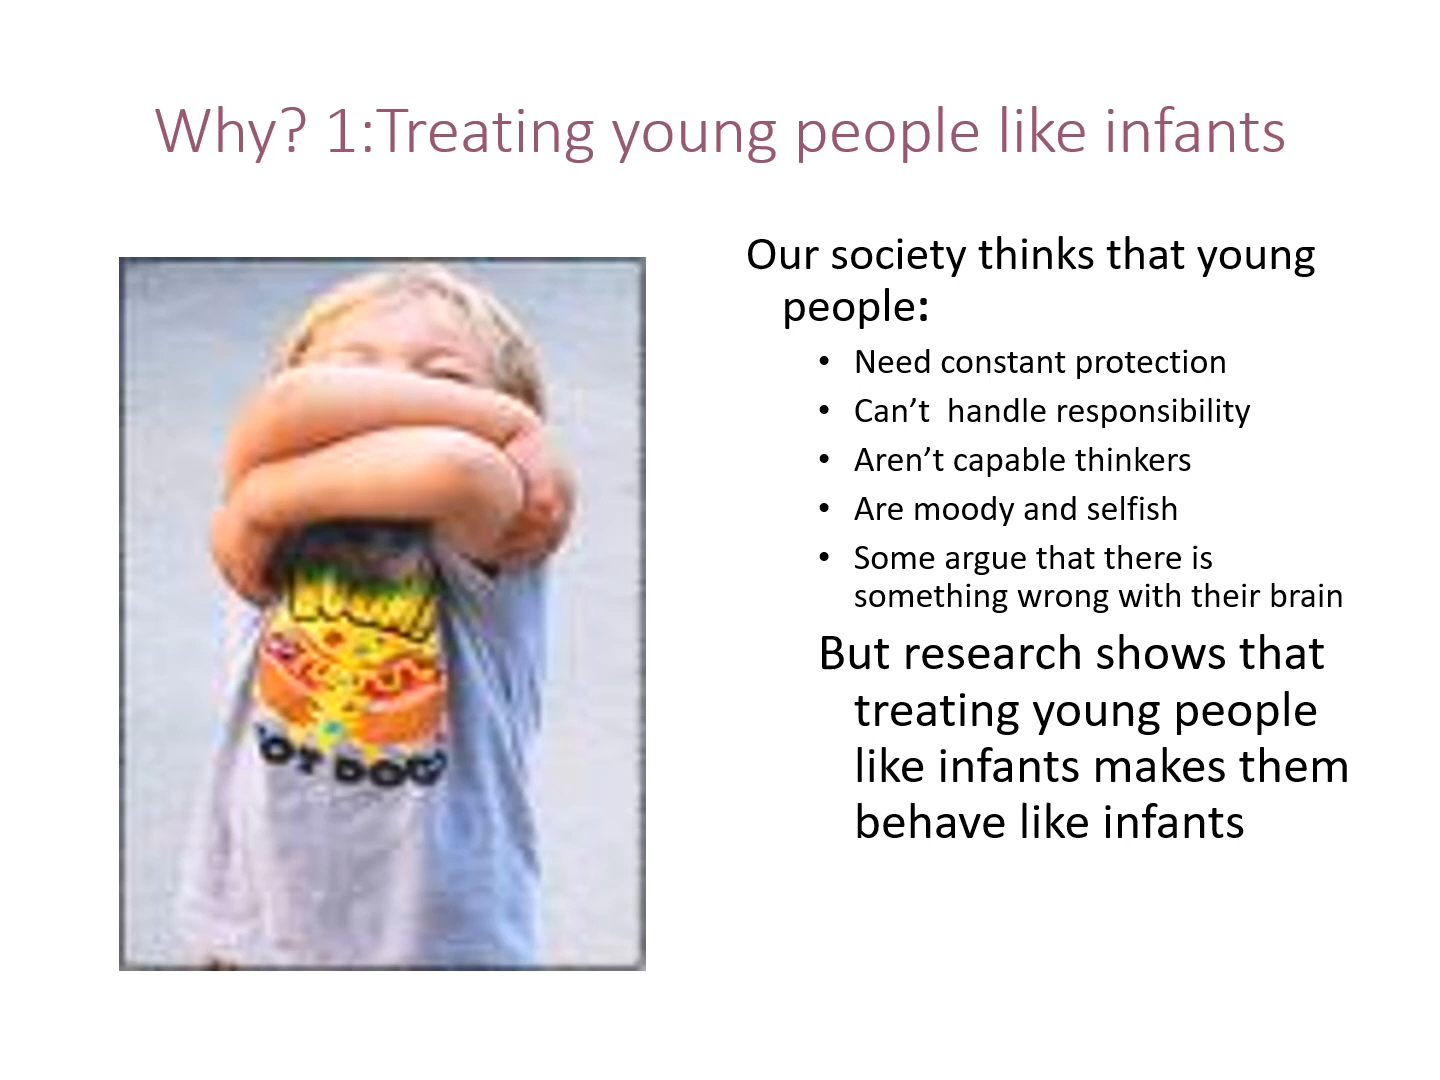 Why? 1:Treating young people like infants
Our society thinks that young
people:
• Need constant protection
• Can’t  handle responsibility
• Aren’t capable thinkers
• Are moody and selfish
• Some argue that there is
something wrong with their brain
But research shows that
treating young people
like infants makes them
behave like infants
OT DOG